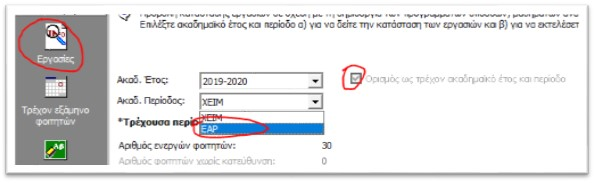 Επιλέξτε ακαδημαϊκό έτος και περίοδο α) για να δείτε την κατάσταση των εργασιών και β) για να εκτελέσετ
Εργασίες
Ακαδ. Έτος: 2019-2020
Ορισμός ως τρέχον ακαδημαϊκό έτος και περίοδο
Τρέχον εξάμηνο φοιτητών
Ακαδ. Περίοδος: ΧΕΙΜ
ΧΕΙΜ
*Τρέχουσα περίο
ΕΑΡ
Αριθμός ενεργών φοιτητών: 30
Αριθμός φοιτητών χωρίς κατεύθυνση: 0